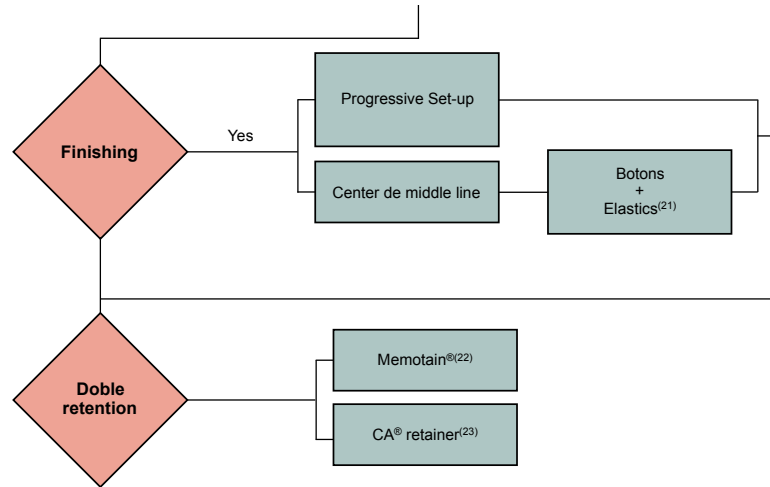 Progressive Set-up
Yes
Finishing
Center de middle line
Botons
+
Elastics(21)
Memotain®(22)
Doble
retention
CA® retainer(23)